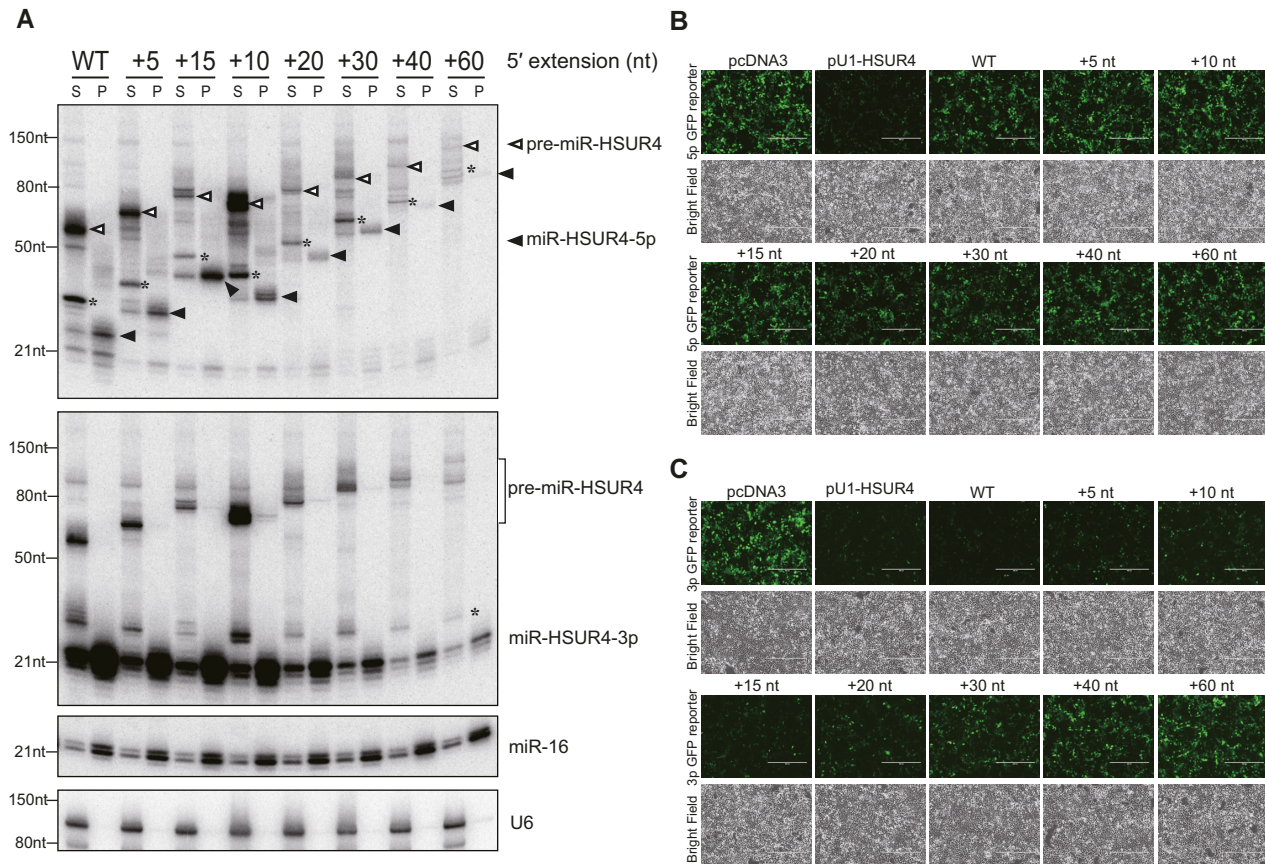 A
WT +5 +15 +10 +20 +30 +40 +60 5′ extension (nt)
S P S P S P S P S P S P S P S P
150nt
80nt
50nt
21nt
pre-miR-HSUR4
miR-HSUR4-5p
* * * * * * * *
150nt
80nt
50nt
21nt
pre-miR-HSUR4
*
miR-HSUR4-3p
21nt
miR-16
150nt
80nt
U6
B
pcDNA3 pU1-HSUR4 WT +5 nt +10 nt
5p GFP reporter
Bright Field
+15 nt +20 nt +30 nt +40 nt +60 nt
5p GFP reporter
Bright Field
C
pcDNA3 pU1-HSUR4 WT +5 nt +10 nt
3p GFP reporter
Bright Field
+15 nt +20 nt +30 nt +40 nt +60 nt
3p GFP reporter
Bright Field